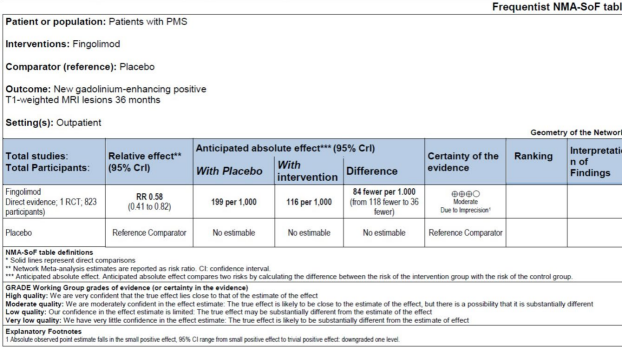 Frequentist NMA-SoF tabl
Patient or population: Patients with PMS
Interventions: Fingolimod
Comparator (reference): Placebo
Outcome: New gadolinium-enhancing positive
T1-weighted MRI lesions 36 months
Setting(s): Outpatient
Geometry of the Network
Total studies:
Total Participants:
Relative effect**
(95% CrI)
Anticipated absolute effect*** (95% CrI)
With Placebo
With
intervention
Difference
Certainty of the
evidence
Ranking
Interpretatio
n of
Findings
Fingolimod
Direct evidence; 1 RCT; 823
participants)
RR 0.58
(0.41 to 0.82)
199 per 1,000
116 per 1,000
84 fewer per 1.000
(from 118 fewer to 36
fewer)
⊕⊕⊕◯
Moderate
Due to Imprecision¹
Placebo
Reference Comparator
No estimable
No estimable
No estimable
Reference Comparator
NMA-SoF table definitions
* Solid lines represent direct comparisons
** Network Meta-analysis estimates are reported as risk ratio. CI: confidence interval.
*** Anticipated absolute effect. Anticipated absolute effect compares two risks by calculating the difference between the risk of the intervention group with the risk of the control group.
GRADE Working Group grades of evidence (or certainty in the evidence)
High quality: We are very confident that the true effect lies close to that of the estimate of the effect
Moderate quality: We are moderately confident in the effect estimate: The true effect is likely to be close to the estimate of the effect, but there is a possibility that it is substantially different
Low quality: Our confidence in the effect estimate is limited: The true effect may be substantially different from the estimate of the effect
Very low quality: We have very little confidence in the effect estimate: The true effect is likely to be substantially different from the estimate of effect
Explanatory Footnotes
1 Absolute observed point estimate falls in the small positive effect, 95% CI range from small positive effect to trivial positive effect: downgraded one level.